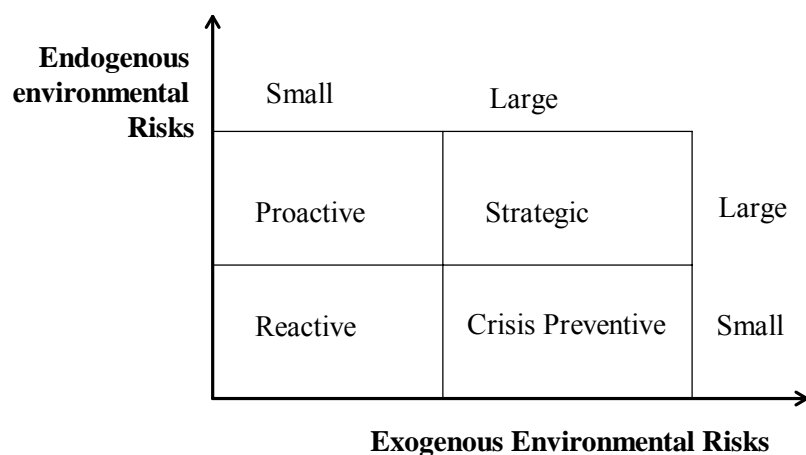 Endogenous
environmental
Risks
Small
Large
Proactive
Strategic
Large
Reactive
Crisis Preventive
Small
Exogenous Environmental Risks